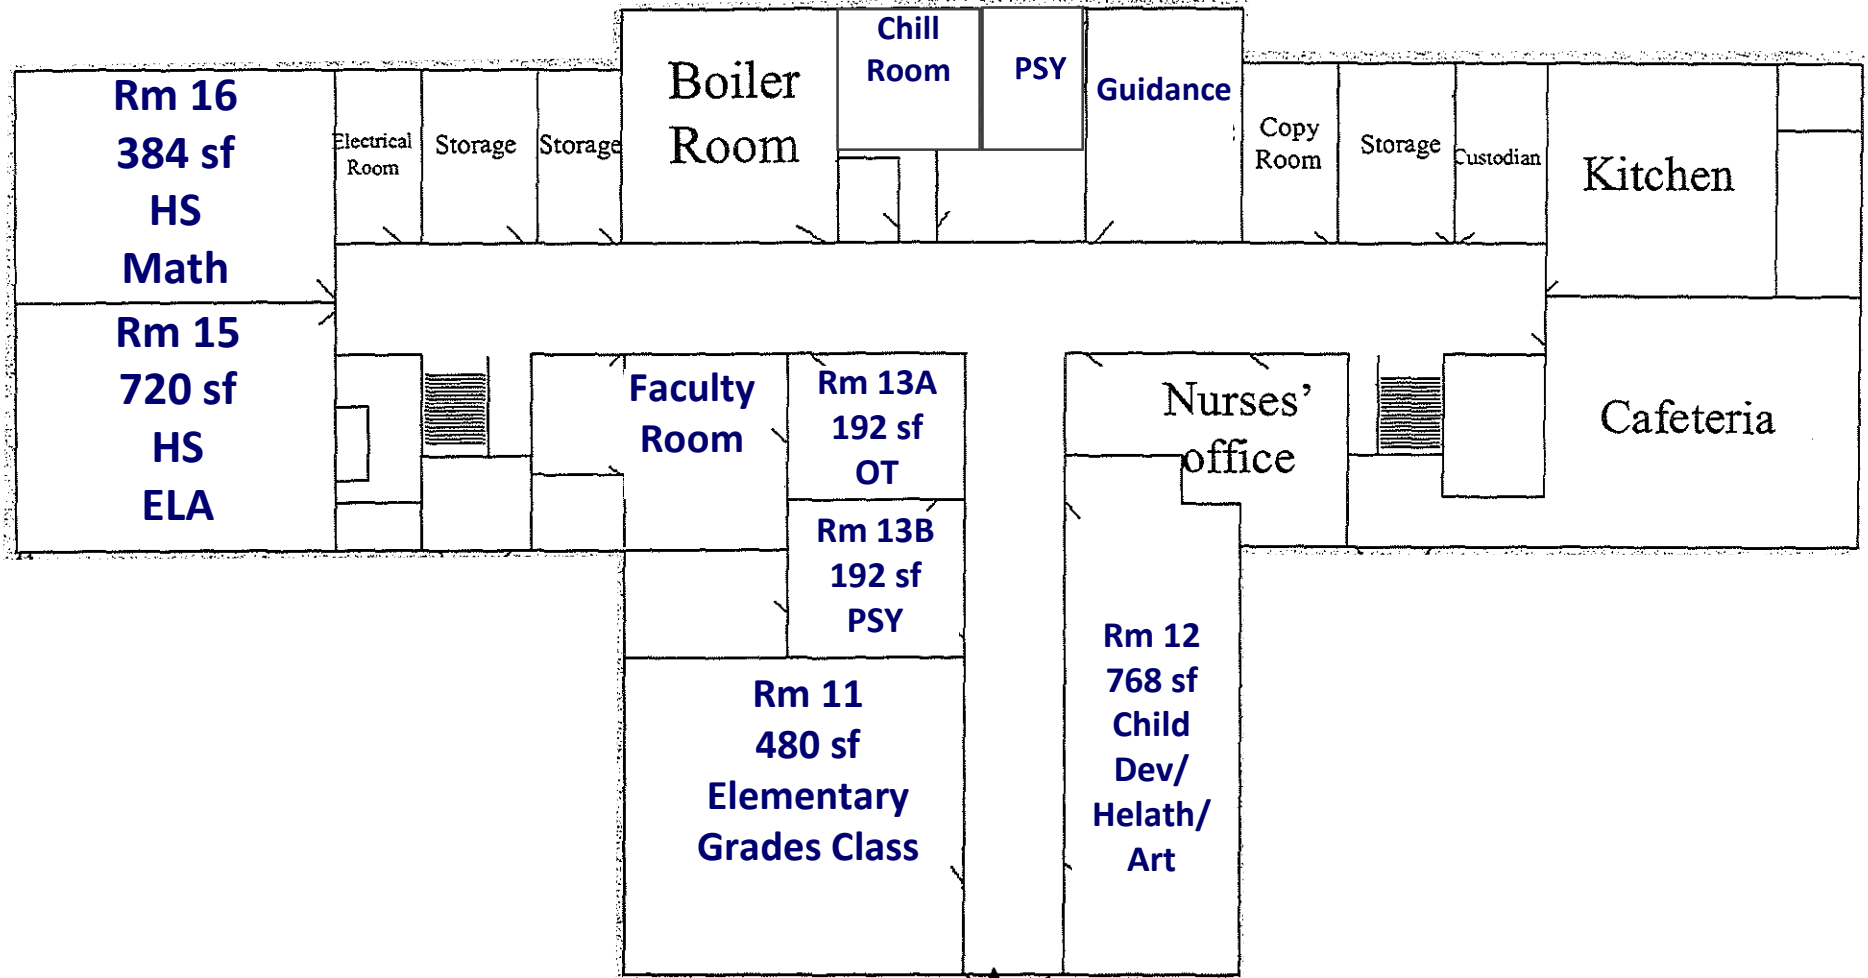 Rm 16
384 sf
HS
Math
Electrical
Room
Storage
Storage
Boiler
Room
Chill
Room
PSY
Guidance
Copy
Room
Storage
Custodian
Kitchen
Rm 15
720 sf
HS
ELA
Faculty
Room
Rm 13A
192 sf
OT
Rm 13B
192 sf
PSY
Nurses’
office
Cafeteria
Rm 11
480 sf
Elementary
Grades Class
Rm 12
768 sf
Child
Dev/
Helath/
Art